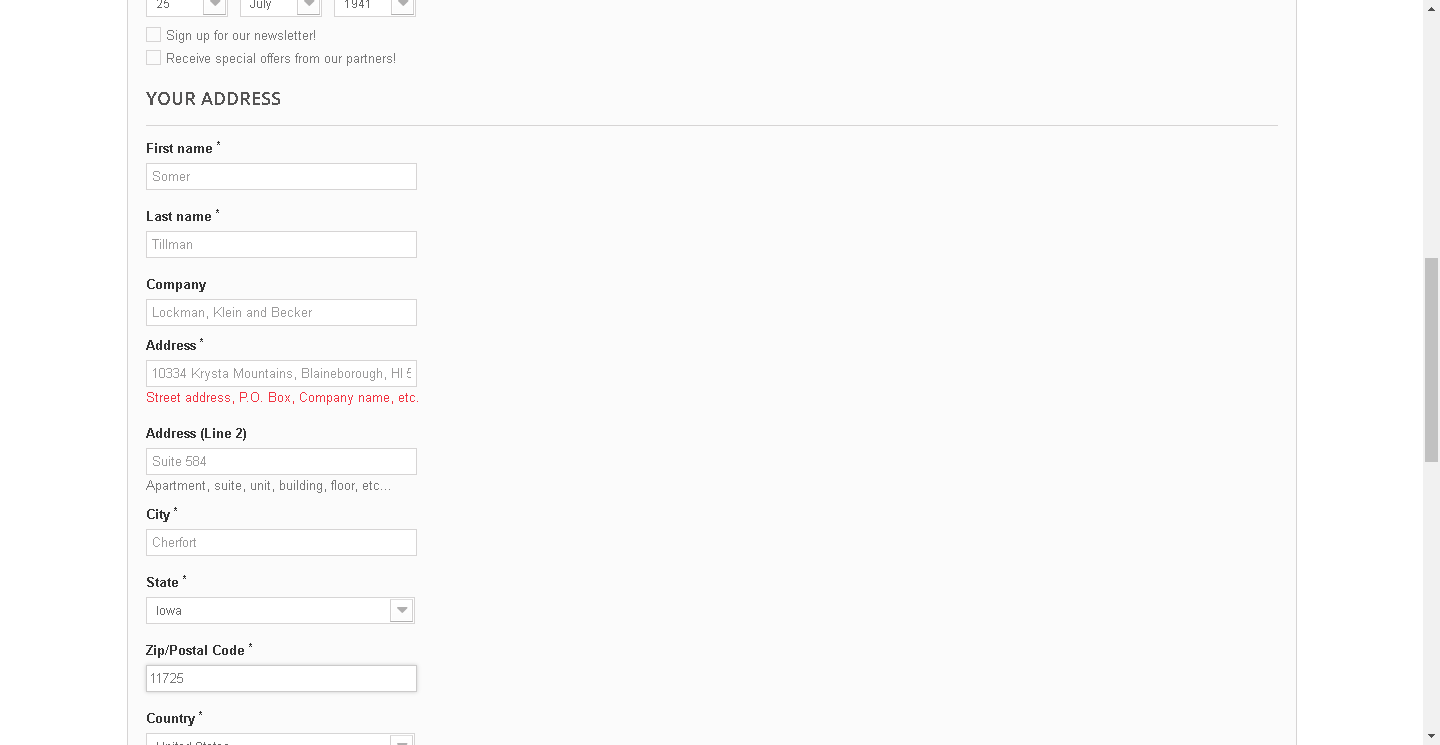 25 July 1941
Sign up for our newsletter!
Receive special offers from our partners!
YOUR ADDRESS
First name *
Somer
Last name *
Tillman
Company
Lockman, Klein and Becker
Address *
10334 Krysta Mountains, Blaineborough, HI
Street address, P.O. Box, Company name, etc.
Address (Line 2)
Suite 584
Apartment, suite, unit, building, floor, etc...
City *
Cherfort
State *
Iowa
Zip/Postal Code *
11725
Country *
United States